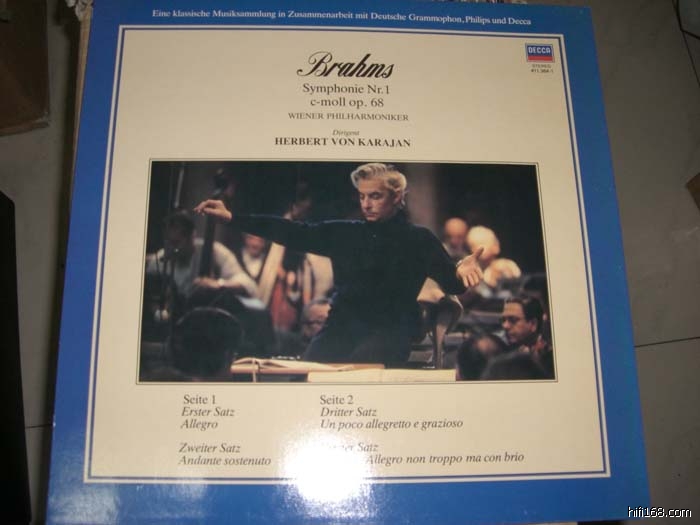 Eine klassische Musiksammlung in Zusammenarbeit mit Deutsche Grammophon, Philips und Decca
DECCA
STEREO
Brahms
Symphonie Nr. 1
c-moll op. 68
WIENER PHILHARMONIKER
Dirigent
HERBERT VON KARAJAN
Seite 1
Erster Satz
Allegro
Zweiter Satz
Andante sostenuto
Seite 2
Dritter Satz
Un poco allegretto e grazioso
Satz
Allegro non troppo ma con brio
hifi168.com